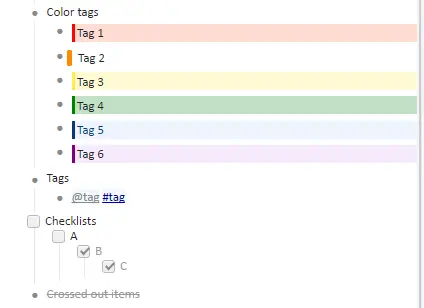 Color tags
Tag 1
Tag 2
Tag 3
Tag 4
Tag 5
Tag 6
Tags
@tag #tag
Checklists
A
B
C
Crossed out items